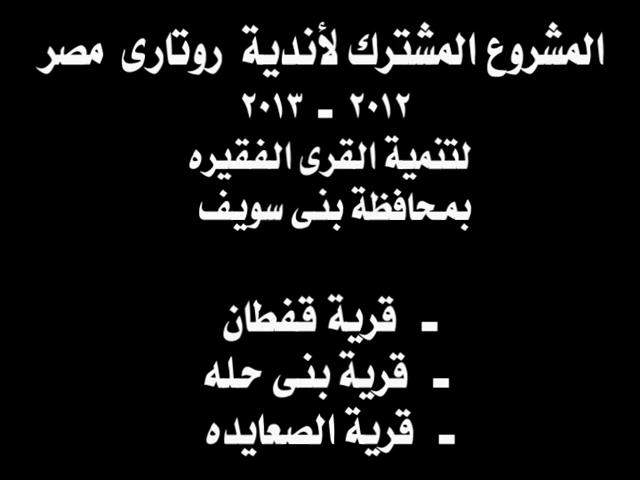 المشروع المشترك لأندية روتارى مصر
٢٠١٢ - ٢٠١٣
لتنمية القرى الفقيره
بمحافظة بنى سويف
- قرية قفطان
- قرية بنى حله
- قرية الصعايده